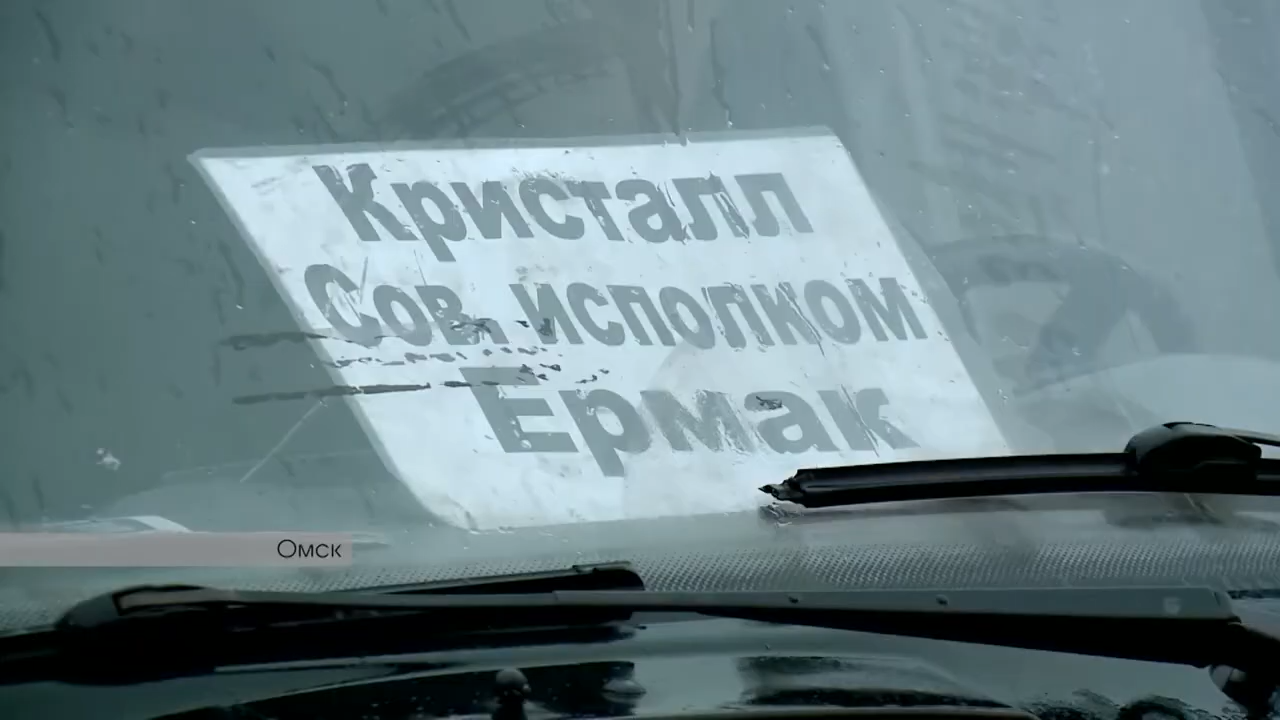 Кристалл
Сов. исполком
Ермак
Омск